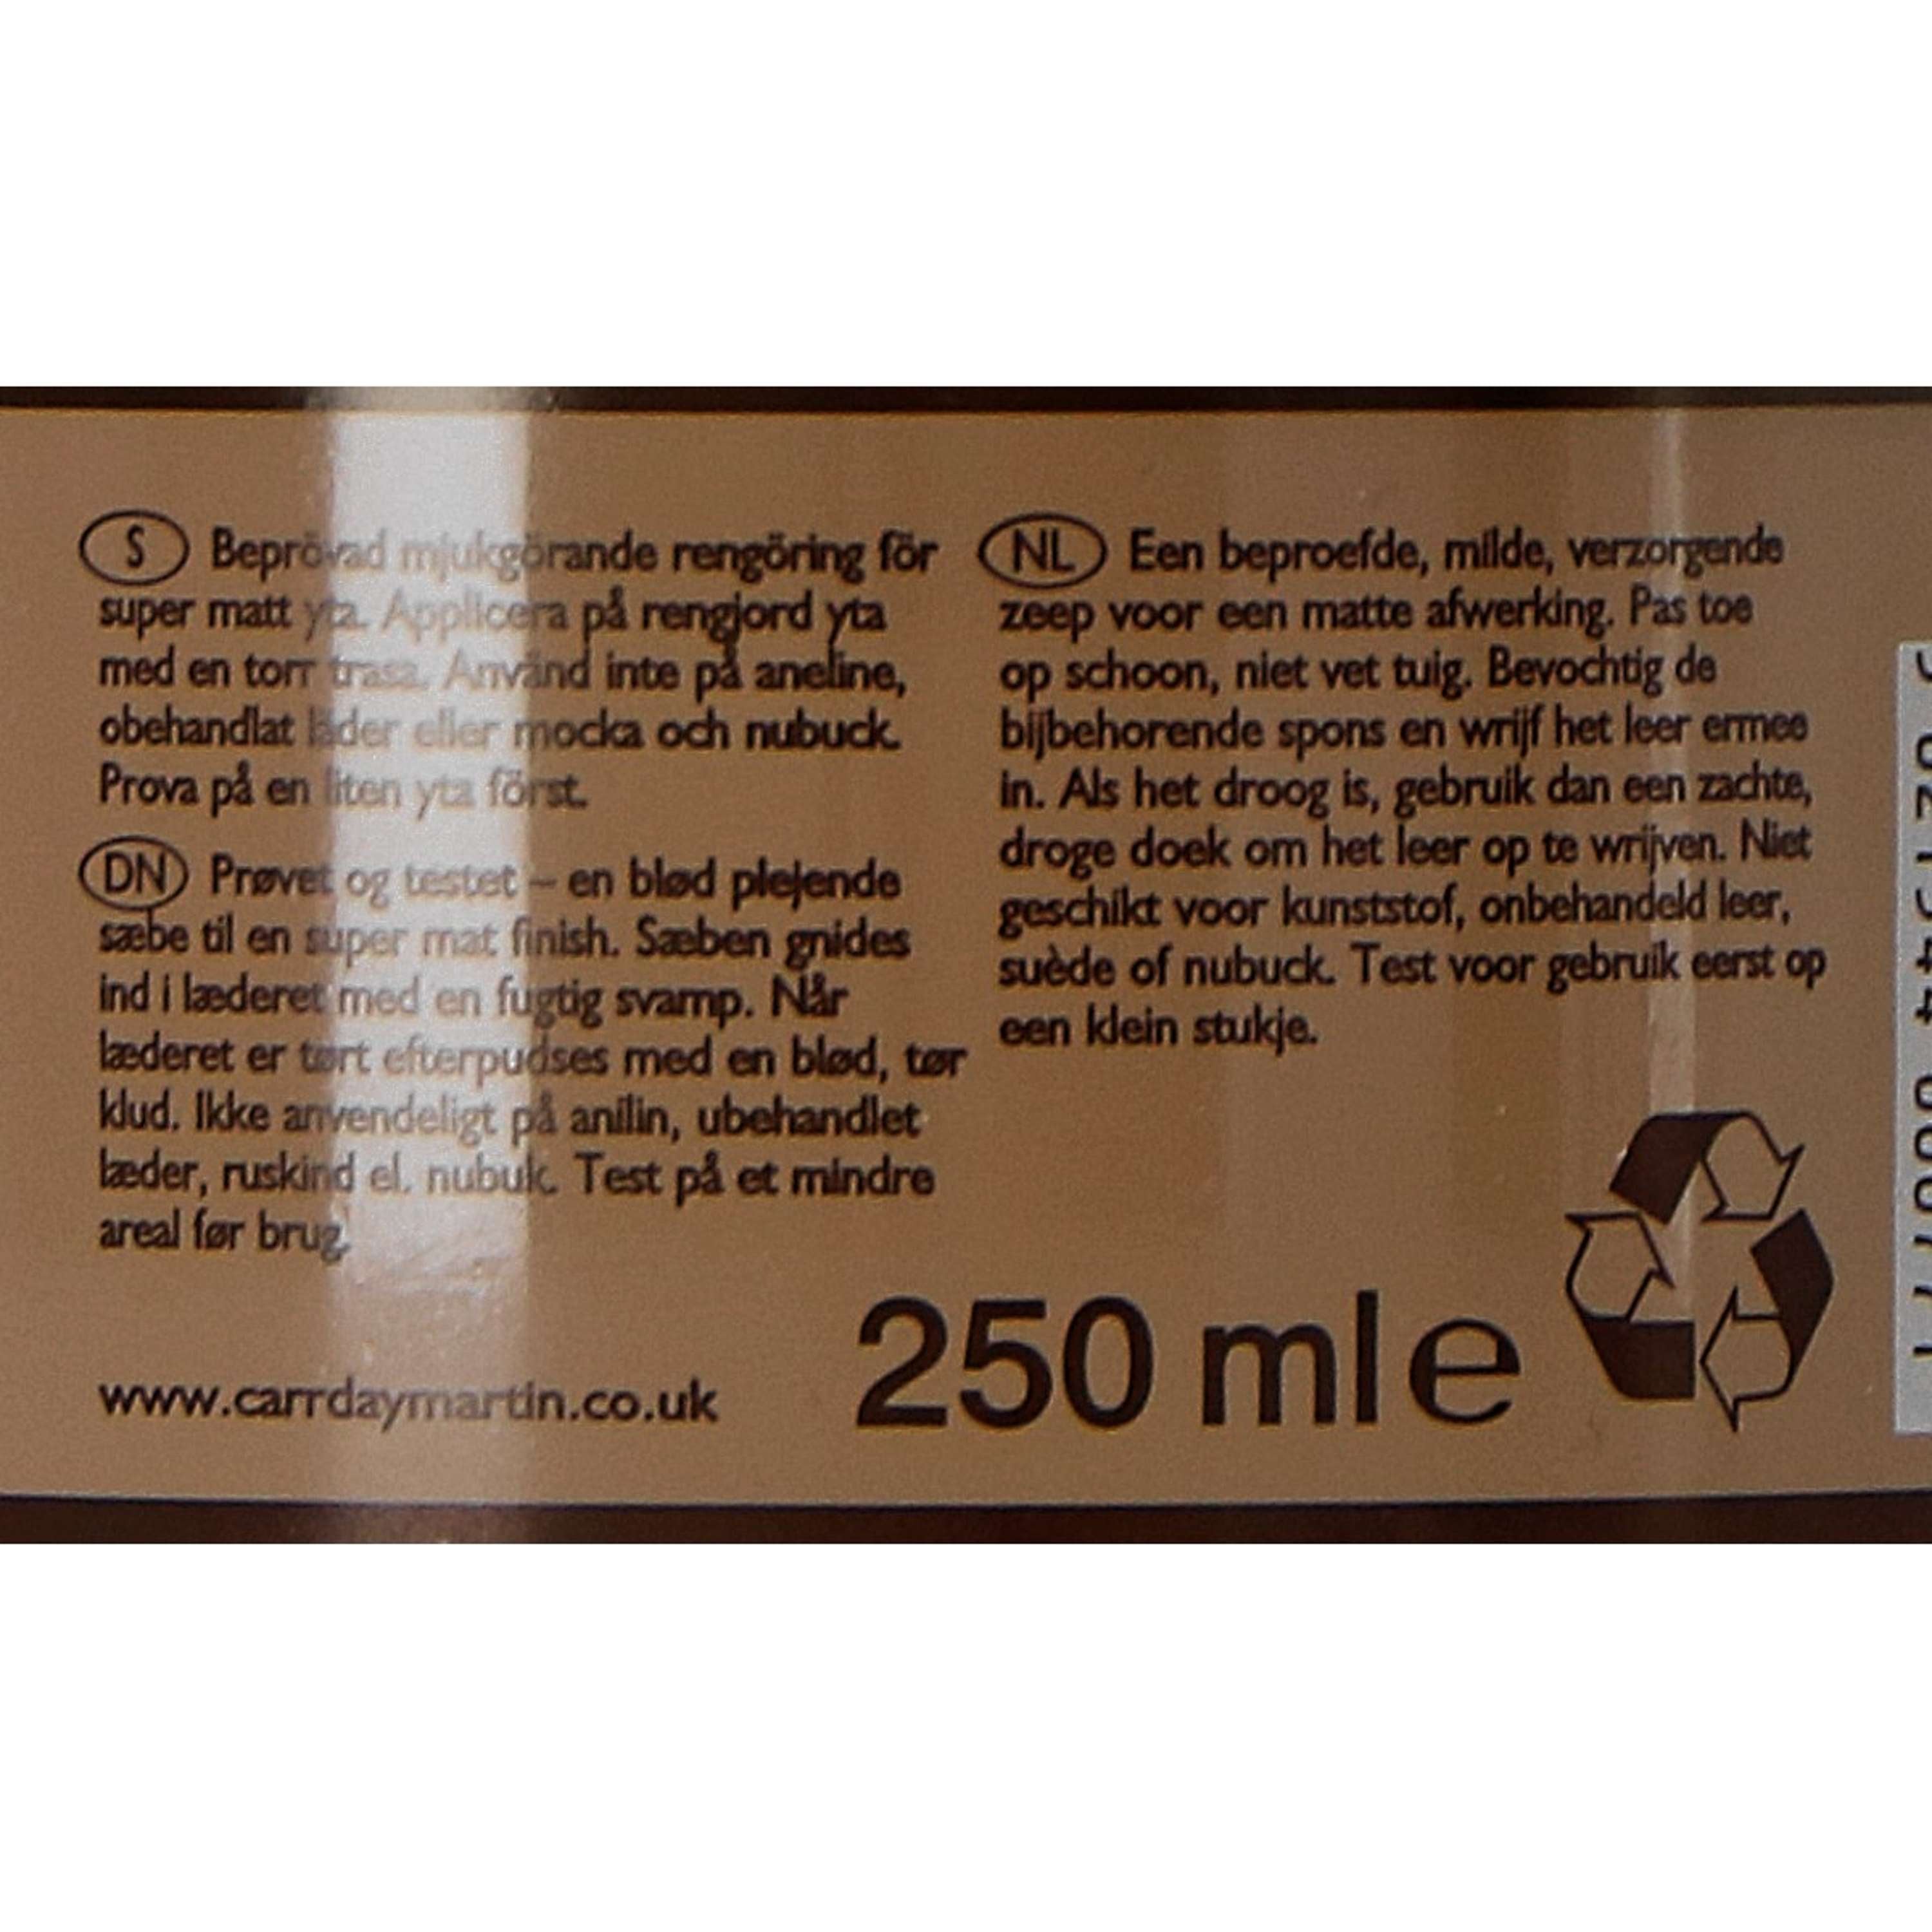 S Beprövad mjukgörande rengöring för
super matt yta. Applicera på rengjord yta
med en torr trasa. Använd inte på aneline,
obehandlat läder eller mocka och nubuck.
Prova på en liten yta först.
DN Prøvet og testet – en blød plejende
sæbe til en super mat finish. Sæben gnides
ind i læderet med en fugtig svamp. Når
læderet er tørt efterpudses med en blød, tør
klud. Ikke anvendeligt på anilin, ubehandlet
læder, ruskind el. nubuk. Test på et mindre
areal før brug.
www.carrdaymartin.co.uk
NL Een beproefde, milde, verzorgende
zeep voor een matte afwerking. Pas toe
op schoon, niet vet tuig. Bevochtig de
bijbehorende spons en wrijf het leer ermee
in. Als het droog is, gebruik dan een zachte,
droge doek om het leer op te wrijven. Niet
geschikt voor kunststof, onbehandeld leer,
suède of nubuck. Test voor gebruik eerst op
een klein stukje.
250 ml e